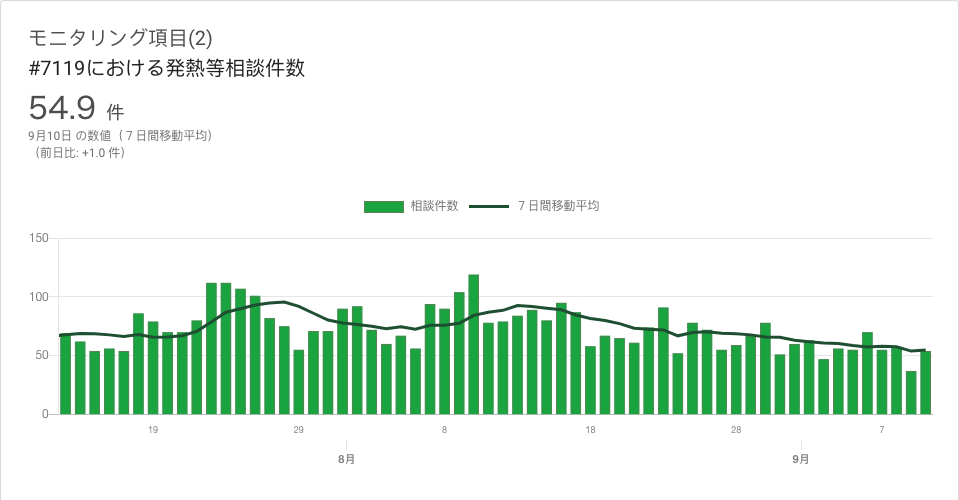 モニタリング項目(2)
#7119における発熱等相談件数
54.9 件
9月10日 の数値（７日間移動平均）
（前日比: +1.0 件）
相談件数 ７日間移動平均
150
100
50
0
19 29 8 18 28 7
8月 9月